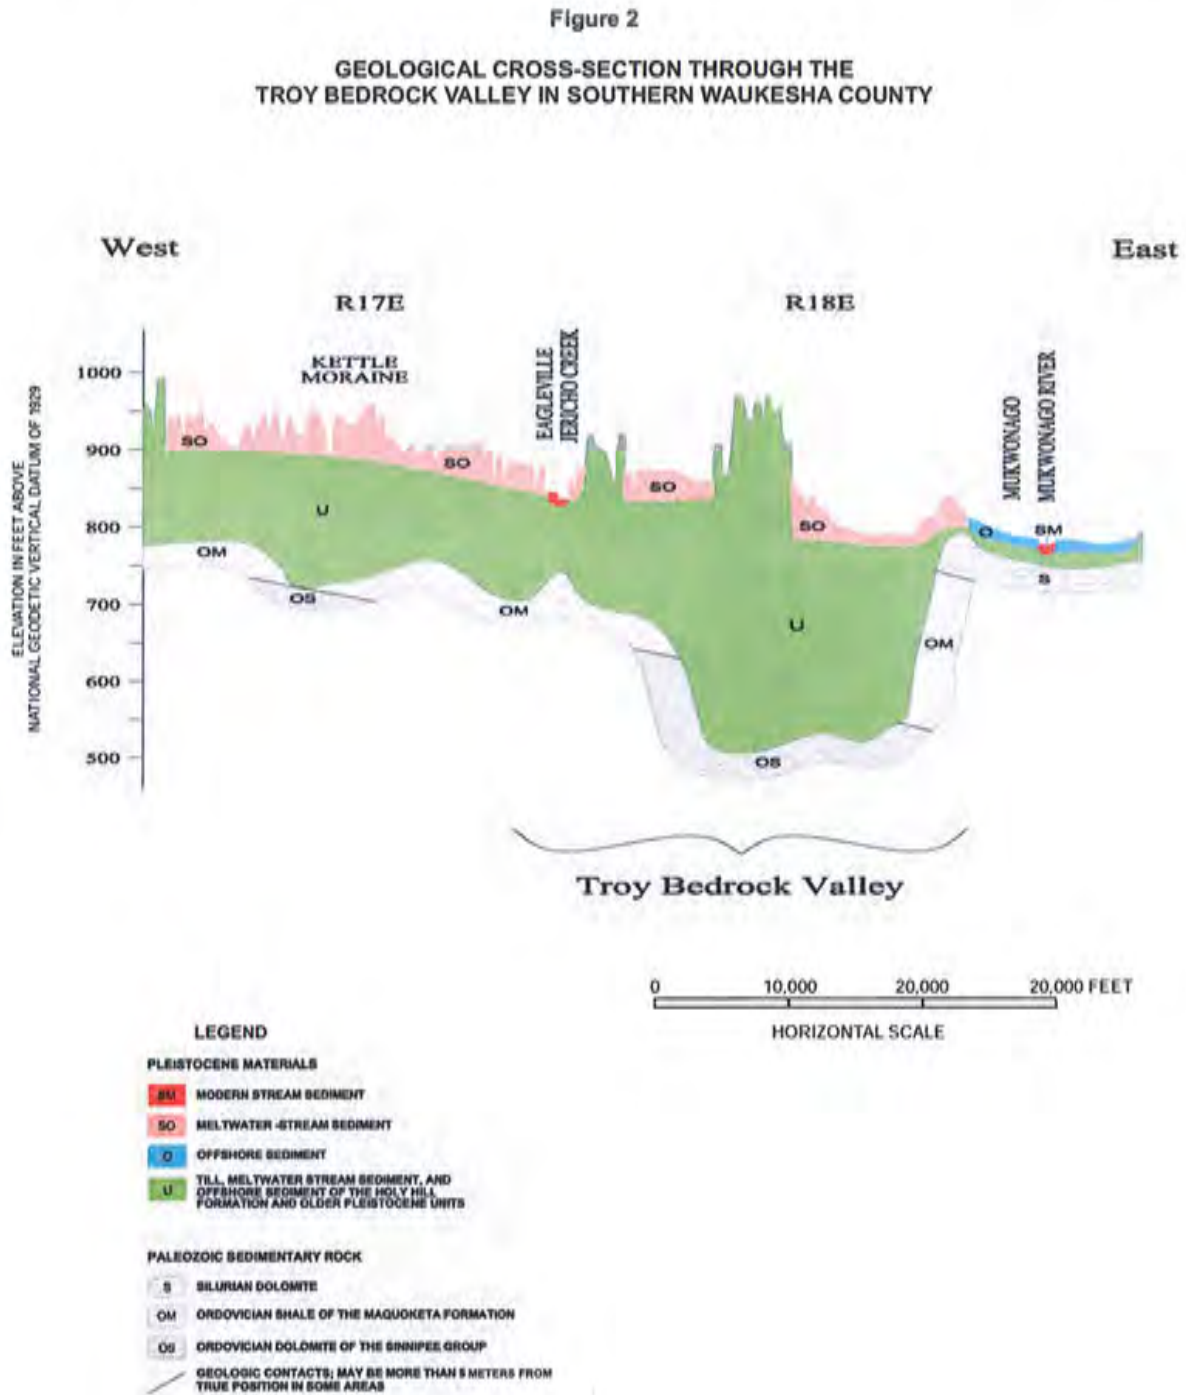 Figure 2
GEOLOGICAL CROSS-SECTION THROUGH THE
TROY BEDROCK VALLEY IN SOUTHERN WAUKESHA COUNTY
West
East
R17E
R18E
KETTLE
MORAINE
EAGLEVILLE
JERICHO CREEK
MUKWONAGO
MUKWONAGO RIVER
ELEVATION IN FEET ABOVE
NATIONAL GEODETIC VERTICAL DATUM OF 1929
1000
900
800
700
600
500
SO
SO
SO
SO
U
O
SM
OM
OS
OM
S
U
OM
OS
Troy Bedrock Valley
0 10,000 20,000 20,000 FEET
HORIZONTAL SCALE
LEGEND
PLEISTOCENE MATERIALS
SM MODERN STREAM SEDIMENT
SO MELTWATER -STREAM SEDIMENT
O OFFSHORE SEDIMENT
U TILL, MELTWATER STREAM SEDIMENT, AND
OFFSHORE SEDIMENT OF THE HOLY HILL
FORMATION AND OLDER PLEISTOCENE UNITS
PALEOZOIC SEDIMENTARY ROCK
S SILURIAN DOLOMITE
OM ORDOVICIAN SHALE OF THE MAQUOKETA FORMATION
OS ORDOVICIAN DOLOMITE OF THE SINNIPEE GROUP
GEOLOGIC CONTACTS; MAY BE MORE THAN 5 METERS FROM
TRUE POSITION IN SOME AREAS